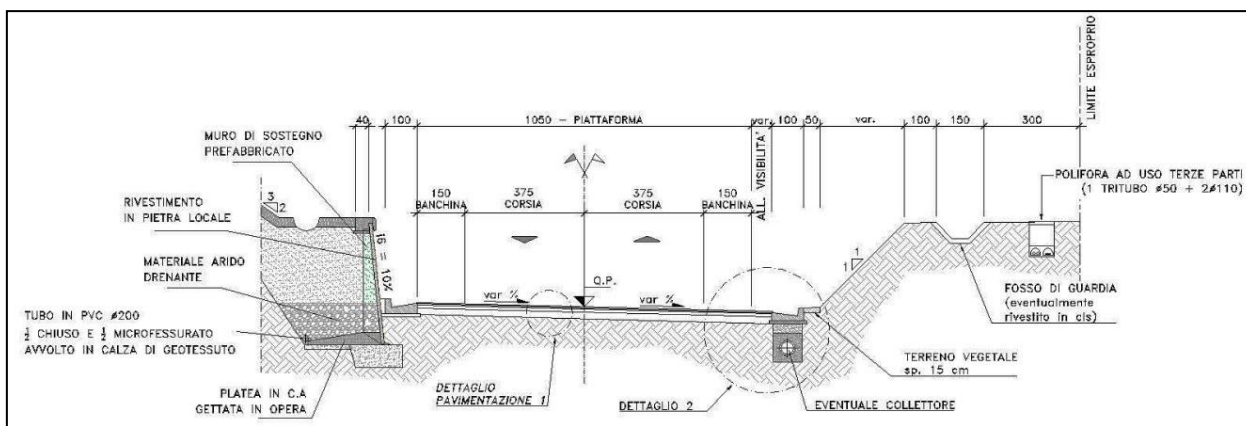 LIMITE ESPROPRIO
40 100 1050 - PIATTAFORMA var. 100 50 var. 100 150 300
MURO DI SOSTEGNO
PREFABBRICATO
ALL. VISIBILITA'
POLIFORA AD USO TERZE PARTI
(1 TRITUBO ø50 + 2ø110)
150
BANCHINA
375
CORSIA
375
CORSIA
150
BANCHINA
3
2
RIVESTIMENTO
IN PIETRA LOCALE
= 10%
1
1
MATERIALE ARIDO
DRENANTE
Q.P.
var %
var %
FOSSO DI GUARDIA
(eventualmente
rivestito in cls)
TUBO IN PVC ø200
½ CHIUSO E ½ MICROFESSURATO
AVVOLTO IN CALZA DI GEOTESSUTO
TERRENO VEGETALE
sp. 15 cm
PLATEA IN C.A
GETTATA IN OPERA
DETTAGLIO
PAVIMENTAZIONE 1
DETTAGLIO 2
EVENTUALE COLLETTORE